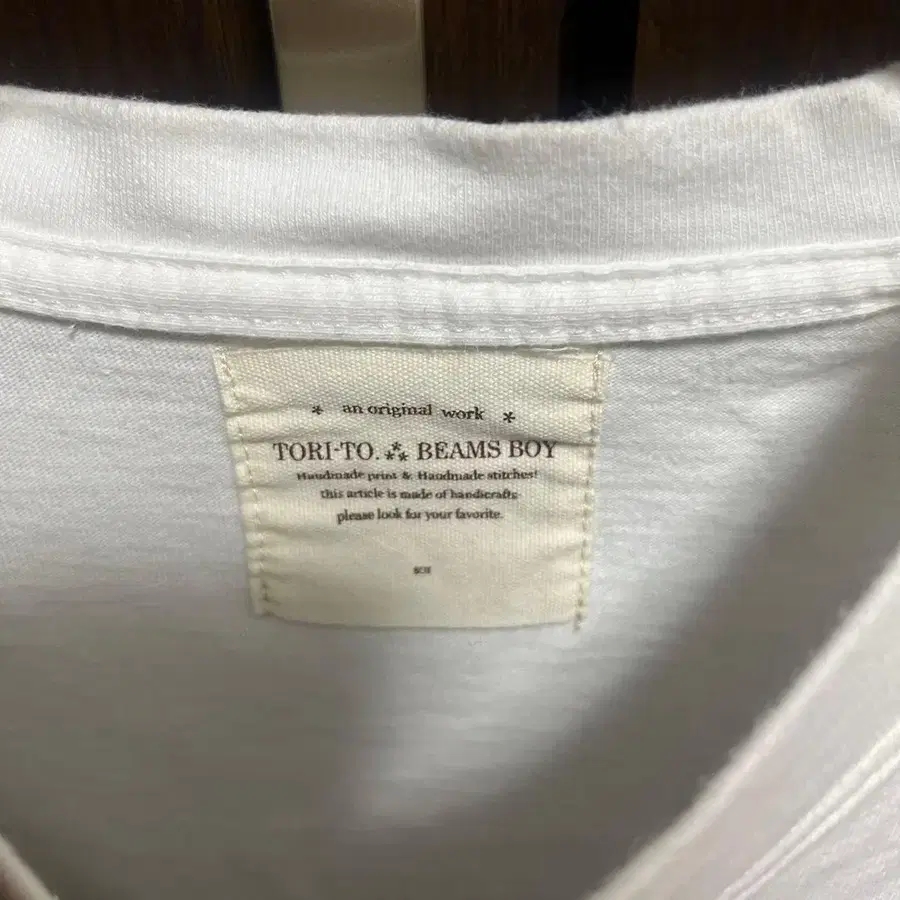 * an original work *
TORI-TO. ⁂ BEAMS BOY
Handmade print & Handmade stitches!
this article is made of handicrafts
please look for your favorite.